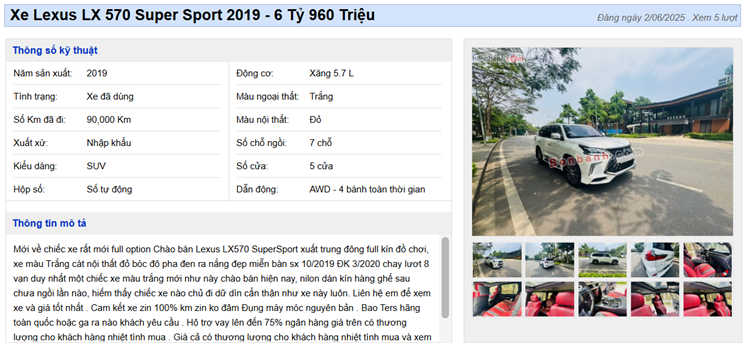 Xe Lexus LX 570 Super Sport 2019 - 6 Tỷ 960 Triệu
Đăng ngày 2/06/2025 . Xem 5 lượt
Thông số kỹ thuật
Năm sản xuất: 2019
Động cơ: Xăng 5.7 L
Tình trạng: Xe đã dùng
Màu ngoại thất: Trắng
Số Km đã đi: 90,000 Km
Màu nội thất: Đỏ
Xuất xứ: Nhập khẩu
Số chỗ ngồi: 7 chỗ
Kiểu dáng: SUV
Số cửa: 5 cửa
Hộp số: Số tự động
Dẫn động: AWD - 4 bánh toàn thời gian
Thông tin mô tả
Mới về chiếc xe rất mới full option Chào bán Lexus LX570 SuperSport xuất trung đông full kín đồ chơi,
xe màu Trắng cát nội thất đỏ bóc đô pha đen ra nắng đẹp miễn bàn sx 10/2019 ĐK 3/2020 chay lươt 8
vạn duy nhất một chiếc xe màu trắng mới như này chào bán hiện nay, nilon dán kín hàng ghế sau
chưa ngồi lần nào, hiếm thấy chiếc xe nào chủ đi dữ dìn cẩn thận như xe này luôn. Liên hệ em để xem
xe và giá tốt nhất . Cam kết xe zin 100% km zin ko đâm Đụng máy móc nguyên bản . Bao Ters hãng
toàn quốc hoặc ga ra nào khách yêu cầu . Hộ trợ vay lên đến 75% ngân hàng giá trên có thương
lượng cho khách hàng nhiệt tình mua . Giá cả có thương lượng cho khách hàng nhiệt tình mua và xem